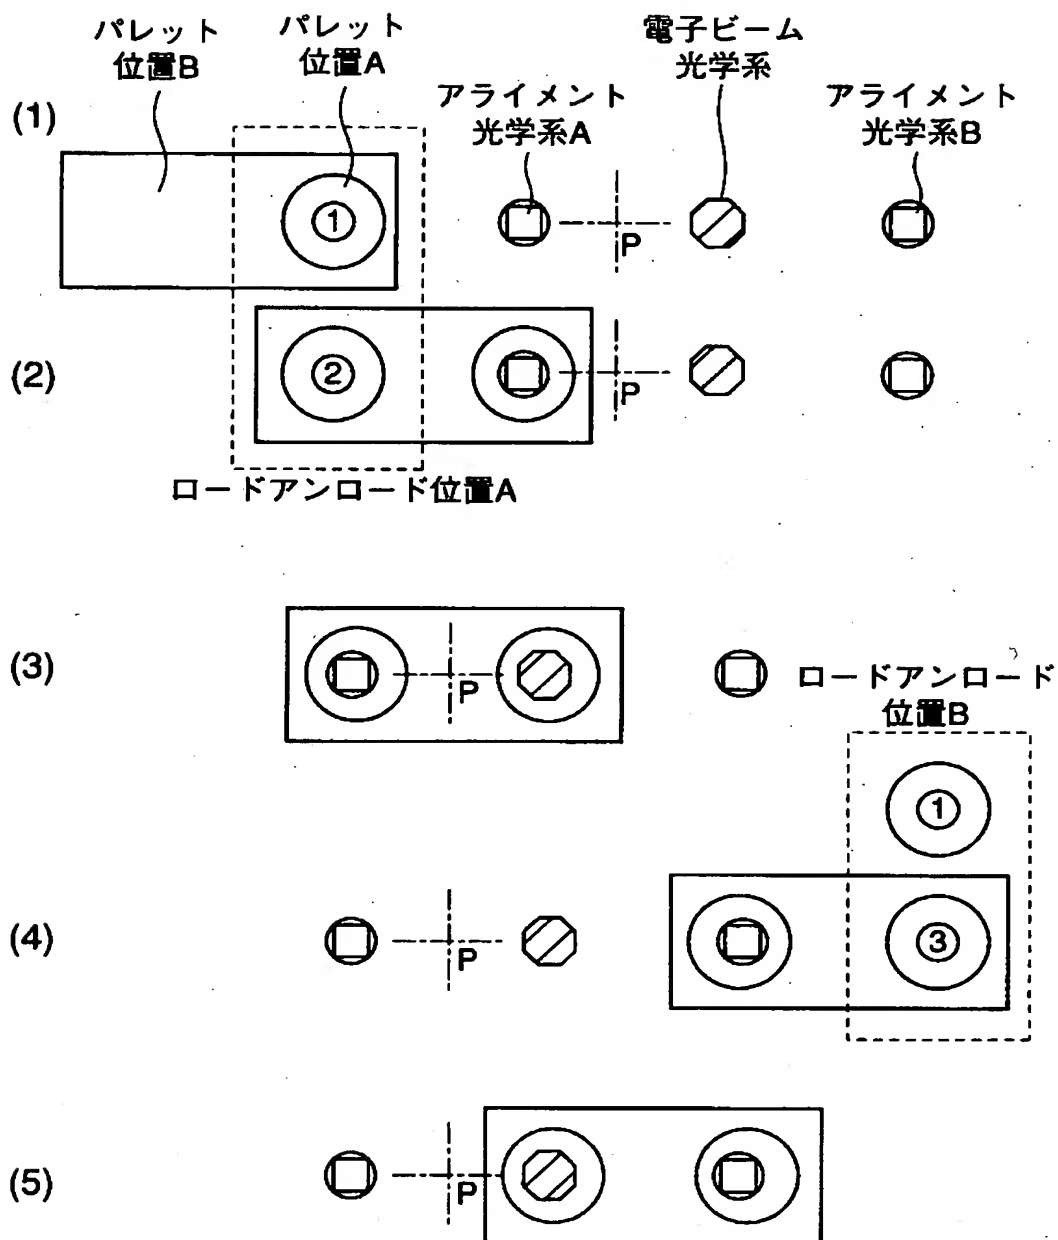 パレット
位置B
パレット
位置A
電子ビーム
光学系
アライメント
光学系A
アライメント
光学系B
(1)
1
P
(2)
2
P
ロードアンロード位置A
(3)
P
ロードアンロード
位置B
1
(4)
P
3
(5)
P